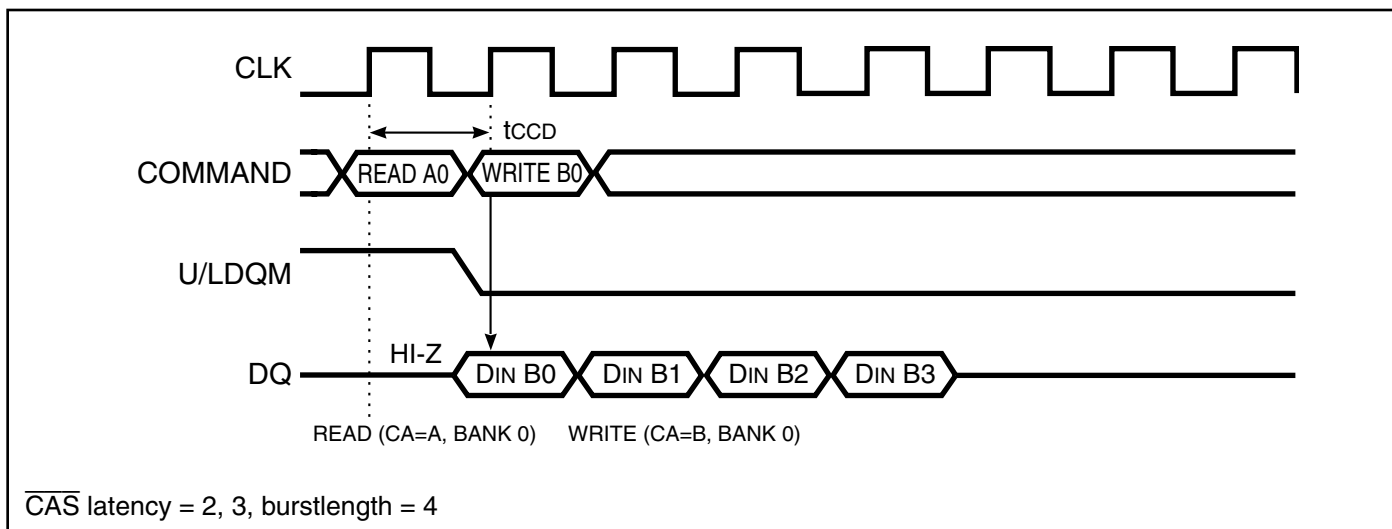 CLK
tCCD
COMMAND READ A0 WRITE B0
U/LDQM
HI-Z
DQ DIN B0 DIN B1 DIN B2 DIN B3
READ (CA=A, BANK 0) WRITE (CA=B, BANK 0)
CAS latency = 2, 3, burstlength = 4